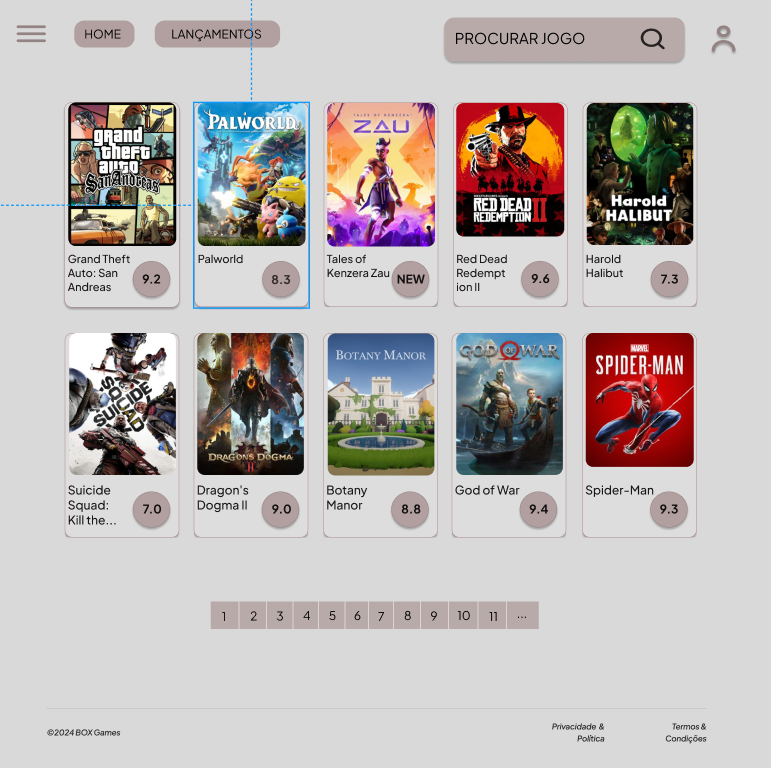 HOME
LANÇAMENTOS
PROCURAR JOGO
grand
theft
auto
San Andreas
PALWORLD
TALES OF KENZERA
ZAU
RED DEAD
REDEMPTION II
Harold
HALIBUT
Grand Theft
Auto: San
Andreas
9.2
Palworld
8.3
Tales of
Kenzera Zau
NEW
Red Dead
Redempt
ion II
9.6
Harold
Halibut
7.3
SUICIDE
SQUAD
DRAGON'S DOGMA
II
BOTANY MANOR
GOD OF WAR
MARVEL
SPIDER-MAN
Suicide
Squad:
Kill the...
7.0
Dragon's
Dogma II
9.0
Botany
Manor
8.8
God of War
9.4
Spider-Man
9.3
1 2 3 4 5 6 7 8 9 10 11 ...
©2024 BOX Games
Privacidade &
Política
Termos &
Condições